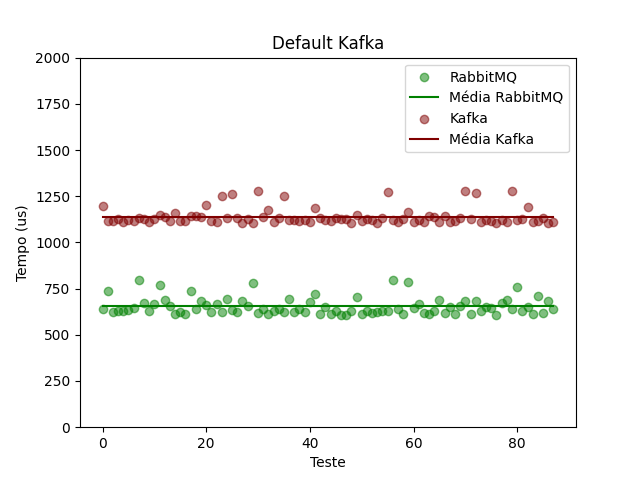 Default Kafka
2000
1750
1500
1250
1000
750
500
250
0
Tempo (us)
RabbitMQ
Média RabbitMQ
Kafka
Média Kafka
0 20 40 60 80
Teste